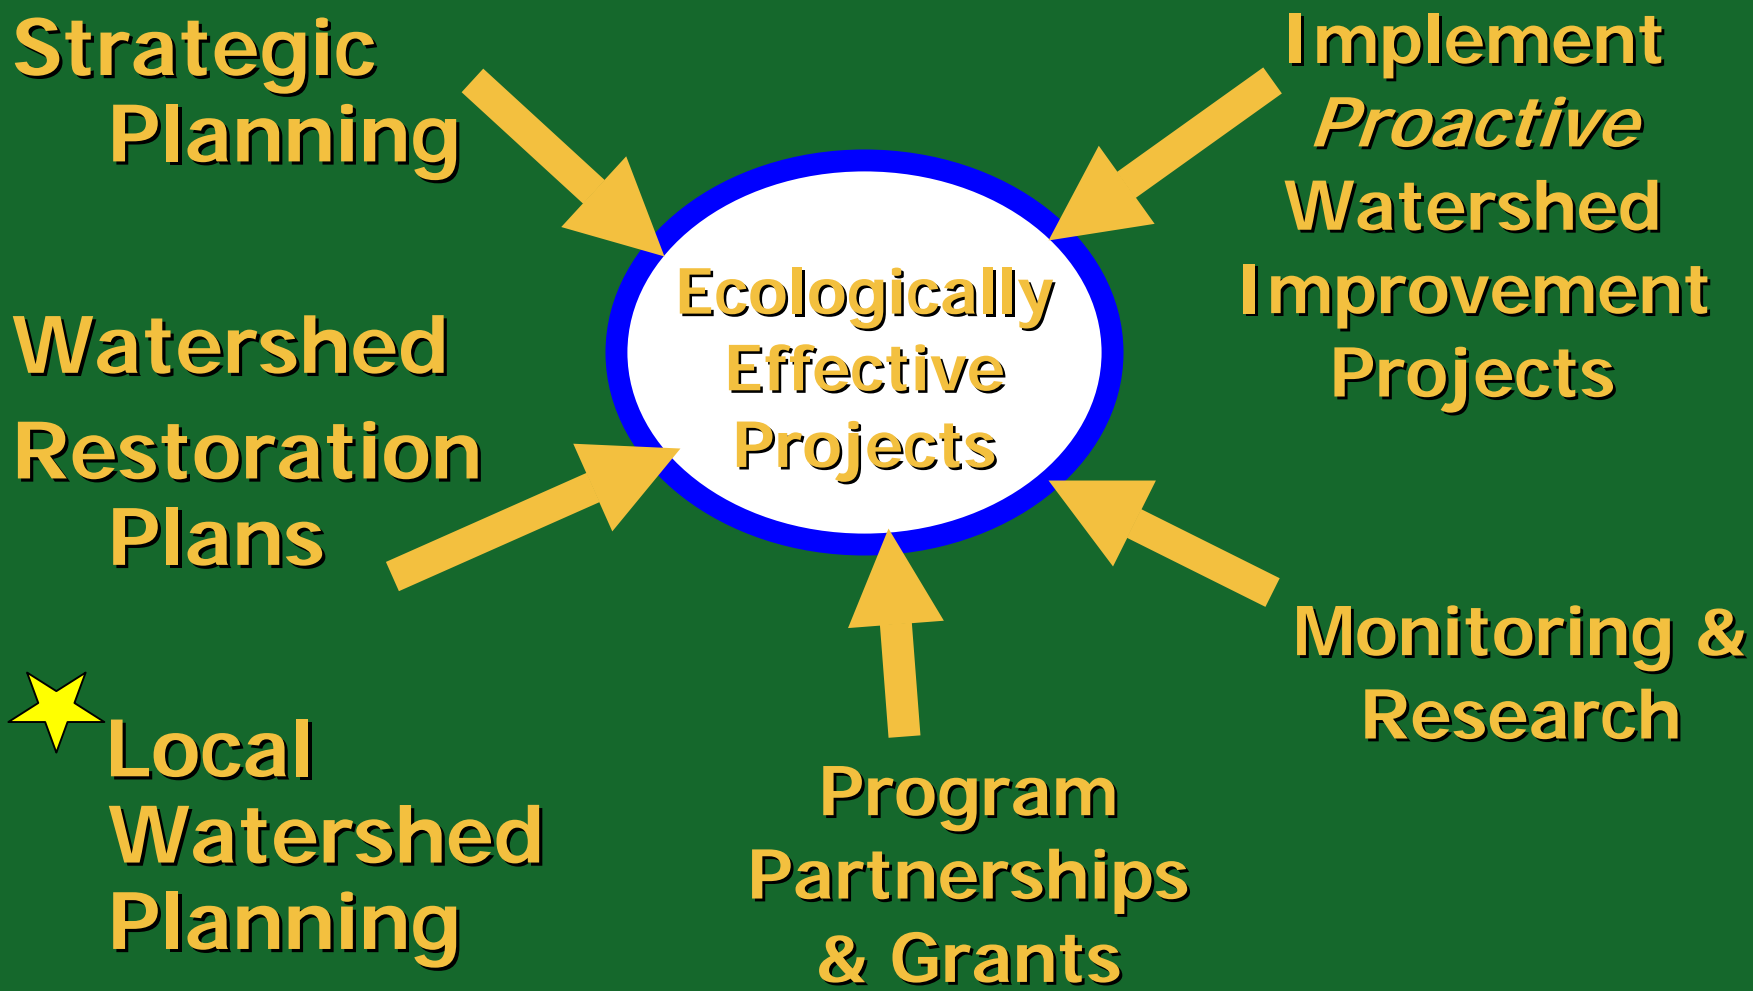 Strategic
Planning
Watershed
Restoration
Plans
Local
Watershed
Planning
Ecologically
Effective
Projects
Program
Partnerships
& Grants
Implement
Proactive
Watershed
Improvement
Projects
Monitoring &
Research